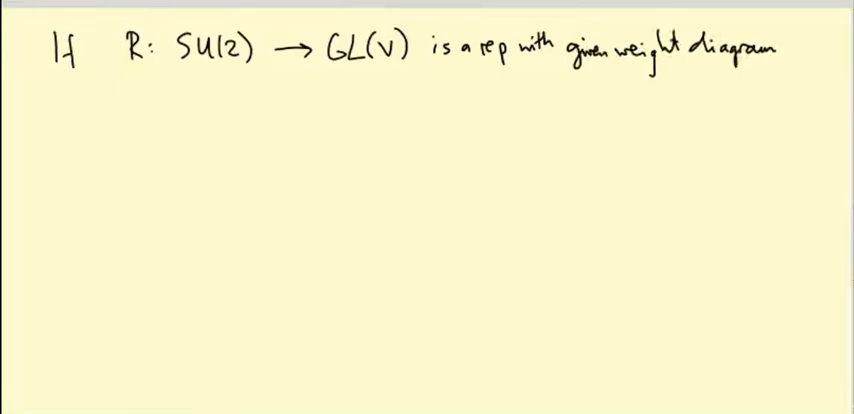 If R: SU(2) → GL(V) is a rep with given weight diagram